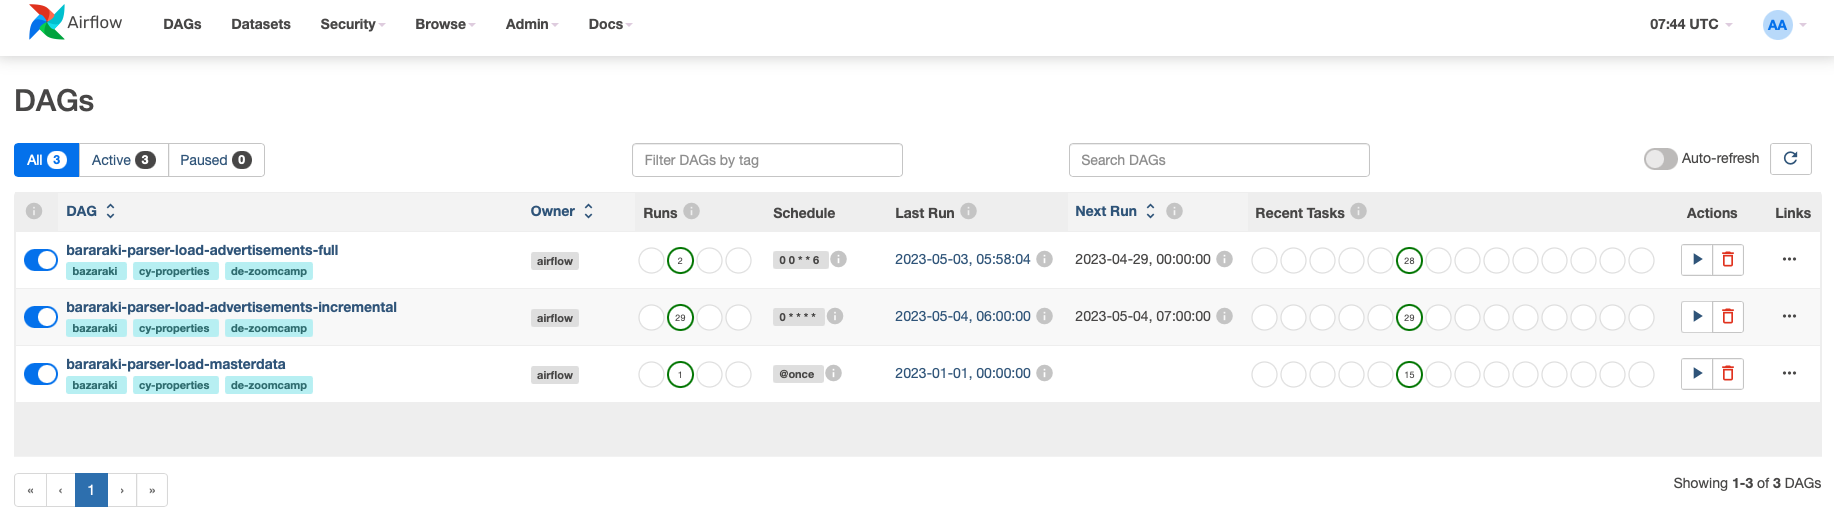 Airflow DAGs Datasets Security Browse Admin Docs 07:44 UTC AA
DAGs
All 3 Active 3 Paused 0 Filter DAGs by tag Search DAGs Auto-refresh
DAG Owner Runs Schedule Last Run Next Run Recent Tasks Actions Links
bararaki-parser-load-advertisements-full
airflow 2 0 0 * * 6 2023-05-03, 05:58:04 2023-04-29, 00:00:00 28
bazaraki cy-properties de-zoomcamp
bararaki-parser-load-advertisements-incremental
airflow 29 0 * * * * 2023-05-04, 06:00:00 2023-05-04, 07:00:00 29
bazaraki cy-properties de-zoomcamp
bararaki-parser-load-masterdata
airflow 1 @once 2023-01-01, 00:00:00 15
bazaraki cy-properties de-zoomcamp
« ‹ 1 › »
Showing 1-3 of 3 DAGs